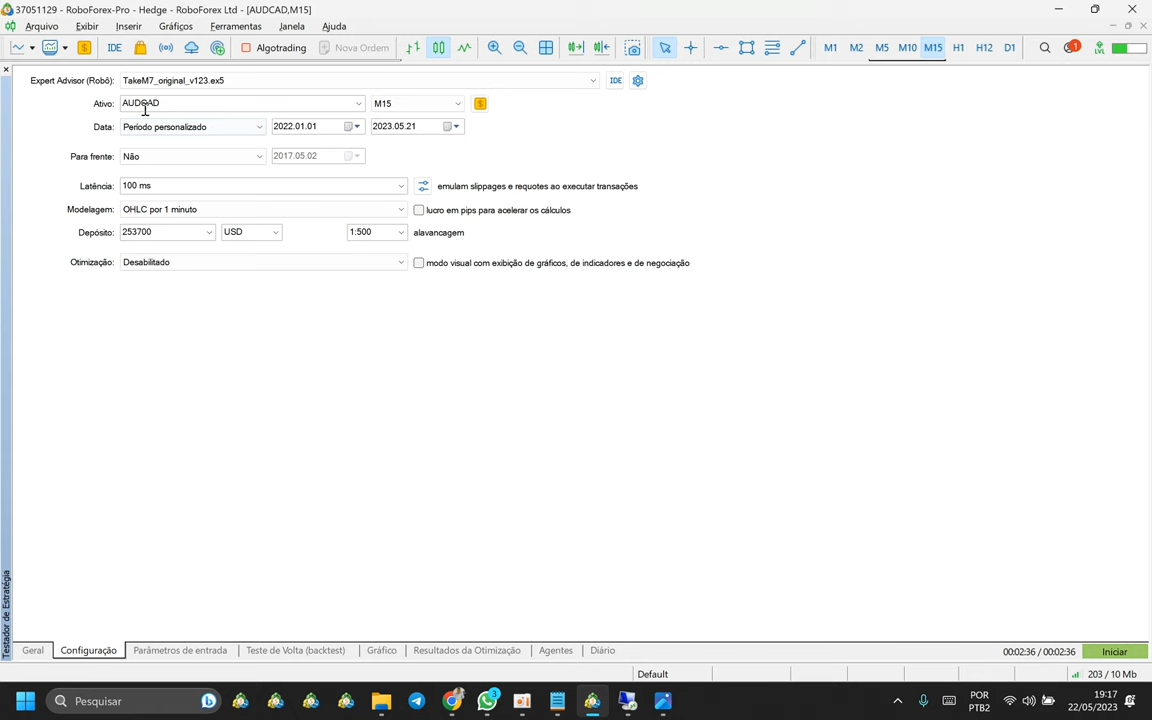 37051129 - RoboForex-Pro - Hedge - RoboForex Ltd - [AUDCAD,M15]
Arquivo Exibir Inserir Gráficos Ferramentas Janela Ajuda
IDE Algotrading Nova Ordem M1 M2 M5 M10 M15 H1 H12 D1 1 LVL
Expert Advisor (Robô): TakeM7_original_v123.ex5 IDE
Ativo: AUDCAD M15
Data: Período personalizado 2022.01.01 2023.05.21
Para frente: Não 2017.05.02
Latência: 100 ms emulam slippages e requotes ao executar transações
Modelagem: OHLC por 1 minuto lucro em pips para acelerar os cálculos
Depósito: 253700 USD 1:500 alavancagem
Otimização: Desabilitado modo visual com exibição de gráficos, de indicadores e de negociação
Testador de Estratégia
Geral Configuração Parâmetros de entrada Teste de Volta (backtest) Gráfico Resultados da Otimização Agentes Diário 00:02:36 / 00:02:36 Iniciar
Default 203 / 10 Mb
Pesquisar 3 POR PTB2 19:17 22/05/2023